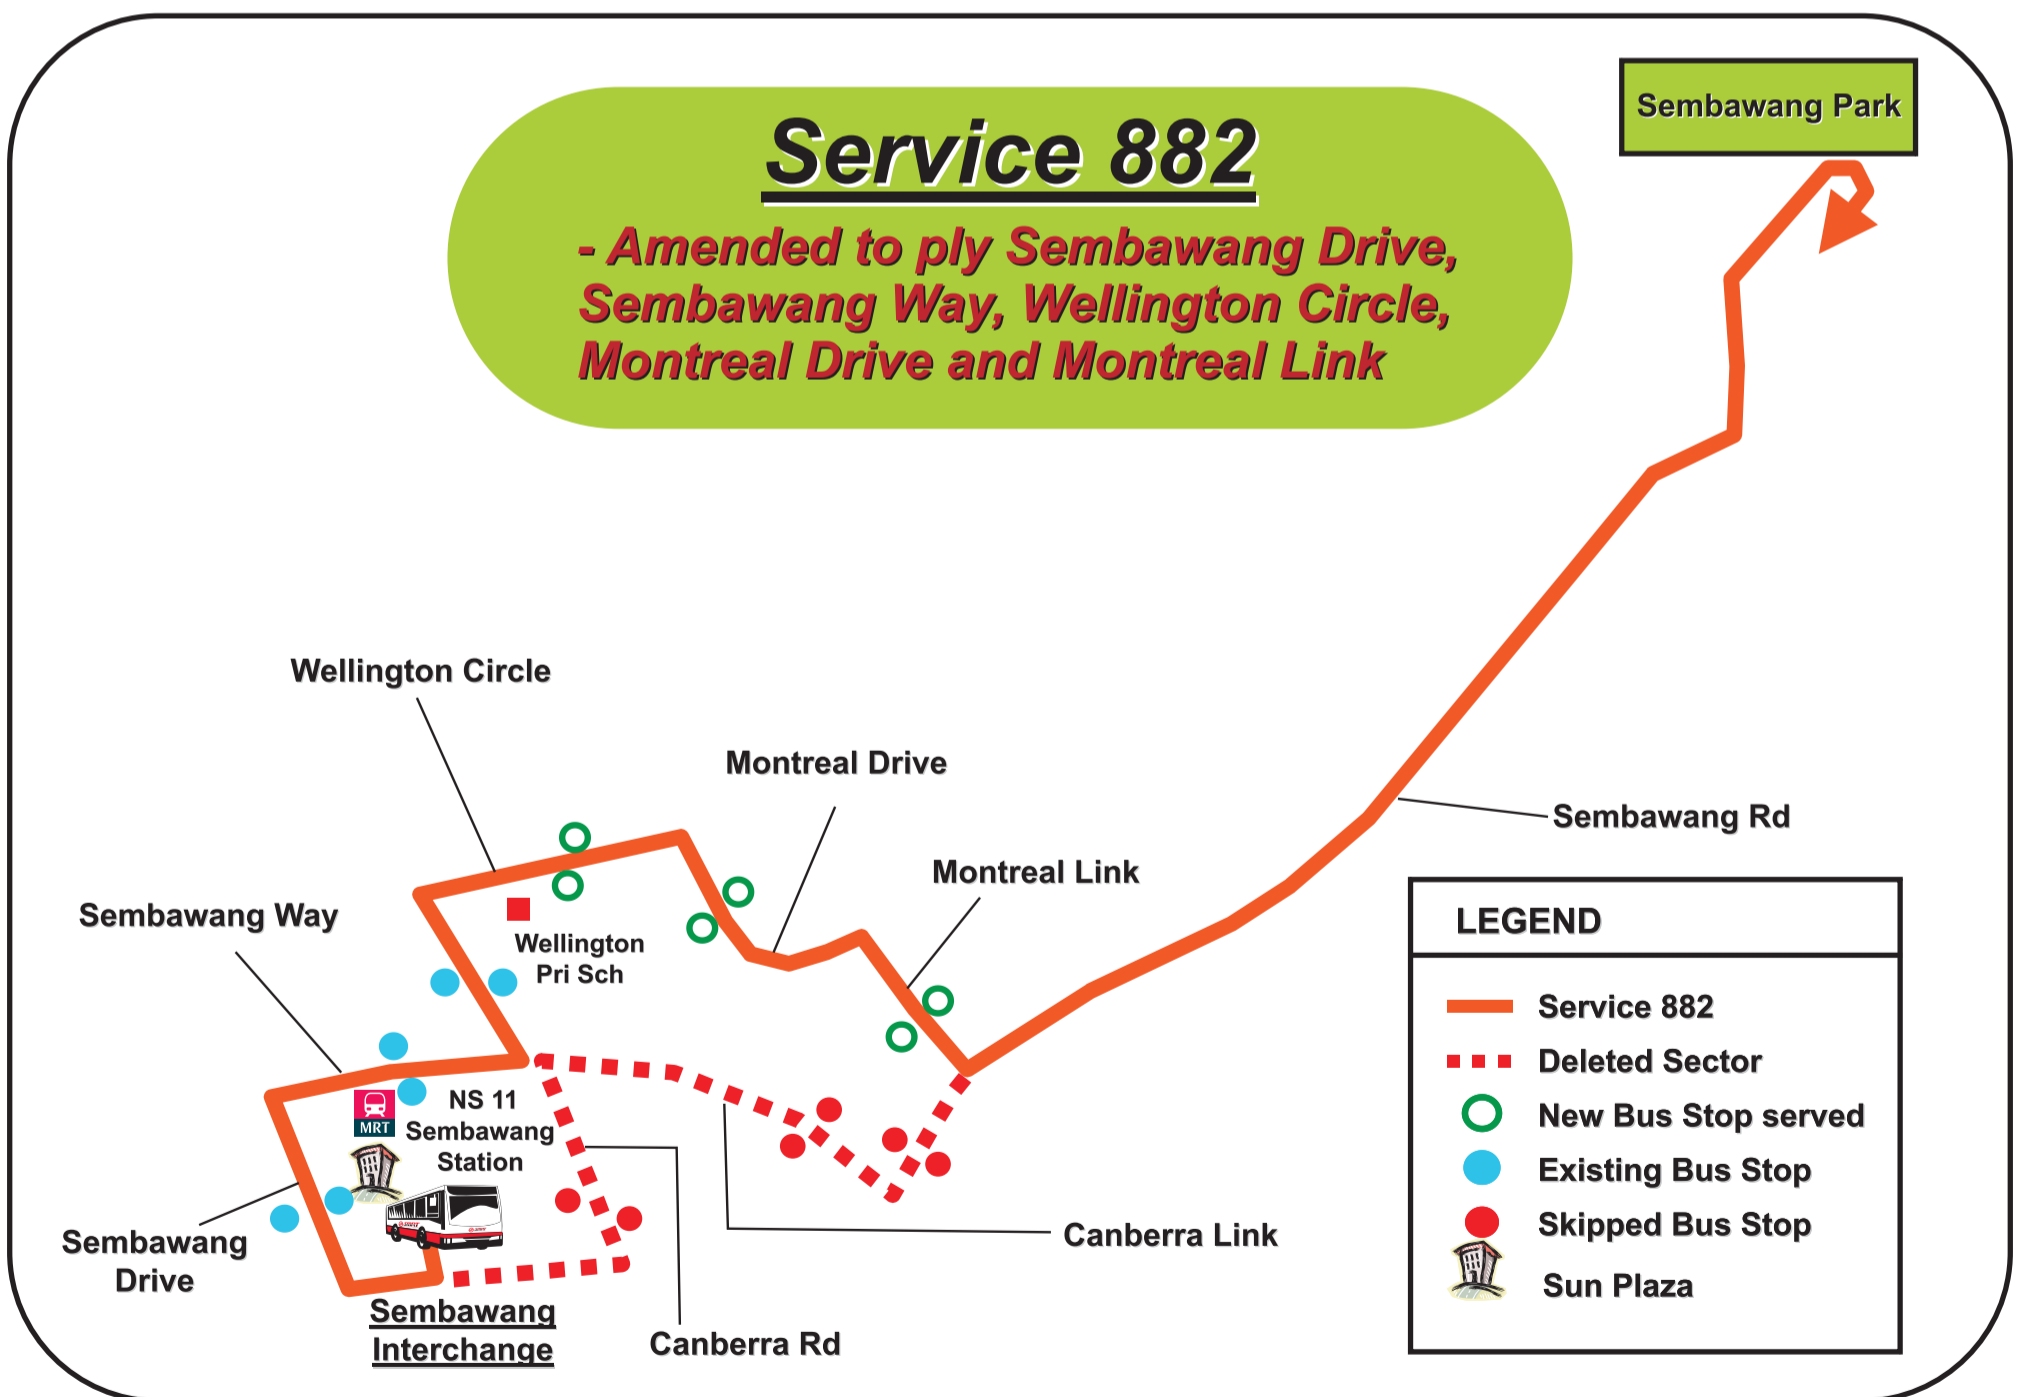 Sembawang Park
Service 882
- Amended to ply Sembawang Drive,
Sembawang Way, Wellington Circle,
Montreal Drive and Montreal Link
Wellington Circle
Montreal Drive
Sembawang Rd
Montreal Link
Sembawang Way
Wellington
Pri Sch
NS 11
Sembawang
Station
MRT
Sembawang
Drive
Canberra Link
Sembawang
Interchange
Canberra Rd
LEGEND
Service 882
Deleted Sector
New Bus Stop served
Existing Bus Stop
Skipped Bus Stop
Sun Plaza